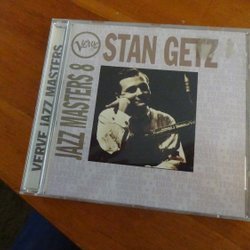 Verve
STAN GETZ
JAZZ MASTERS 8
VERVE JAZZ MASTERS